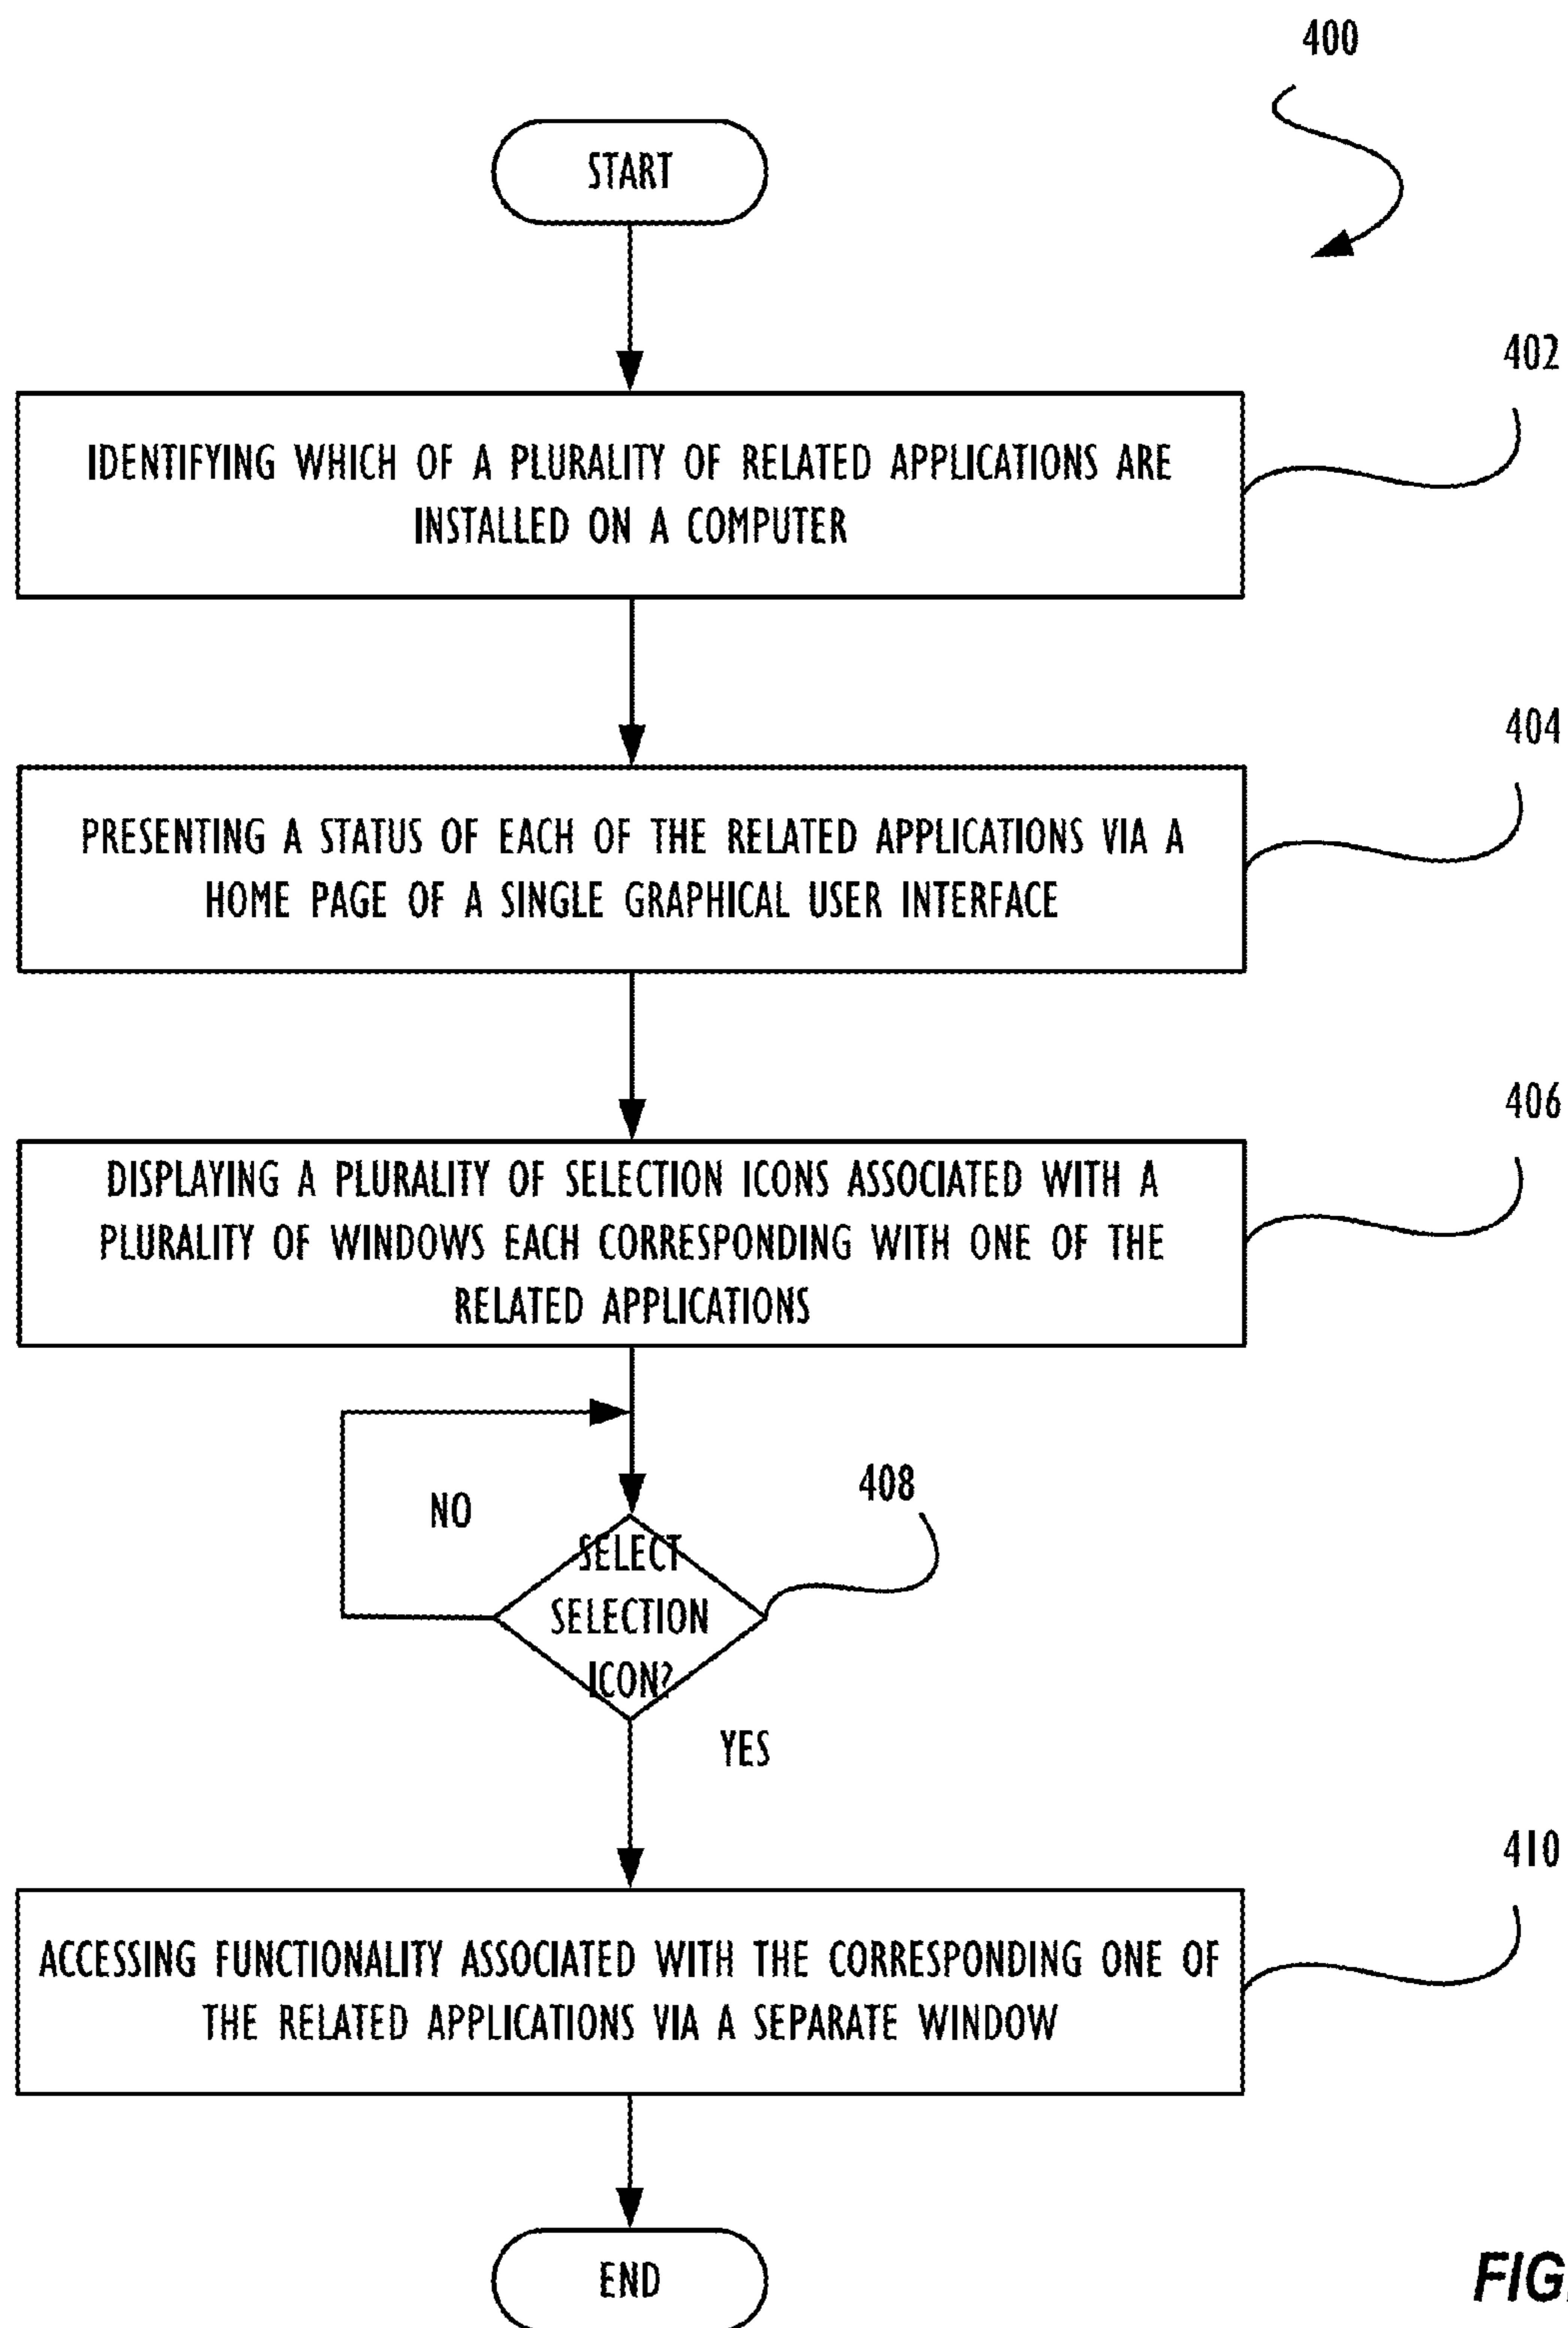 400
START
402
IDENTIFYING WHICH OF A PLURALITY OF RELATED APPLICATIONS ARE
INSTALLED ON A COMPUTER
404
PRESENTING A STATUS OF EACH OF THE RELATED APPLICATIONS VIA A
HOME PAGE OF A SINGLE GRAPHICAL USER INTERFACE
406
DISPLAYING A PLURALITY OF SELECTION ICONS ASSOCIATED WITH A
PLURALITY OF WINDOWS EACH CORRESPONDING WITH ONE OF THE
RELATED APPLICATIONS
408
NO
SELECT
SELECTION
ICON?
YES
410
ACCESSING FUNCTIONALITY ASSOCIATED WITH THE CORRESPONDING ONE OF
THE RELATED APPLICATIONS VIA A SEPARATE WINDOW
END
FIG.